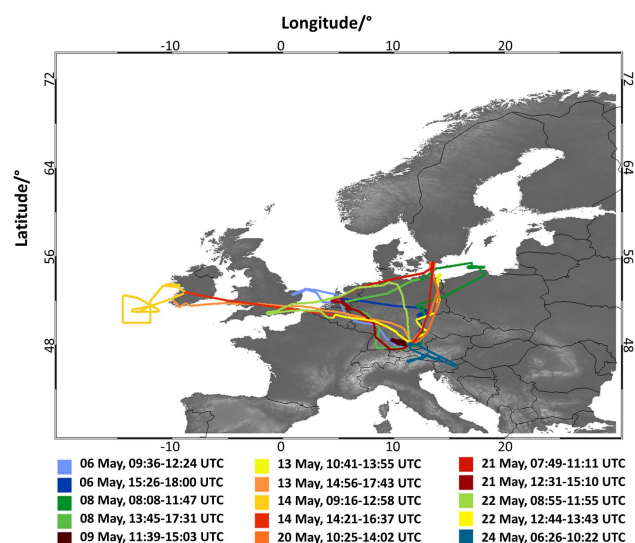 Longitude/°
-10 0 10 20
Latitude/°
72 72
64 64
56 56
48 48
-10 0 10 20
06 May, 09:36-12:24 UTC 13 May, 10:41-13:55 UTC 21 May, 07:49-11:11 UTC
06 May, 15:26-18:00 UTC 13 May, 14:56-17:43 UTC 21 May, 12:31-15:10 UTC
08 May, 08:08-11:47 UTC 14 May, 09:16-12:58 UTC 22 May, 08:55-11:55 UTC
08 May, 13:45-17:31 UTC 14 May, 14:21-16:37 UTC 22 May, 12:44-13:43 UTC
09 May, 11:39-15:03 UTC 20 May, 10:25-14:02 UTC 24 May, 06:26-10:22 UTC